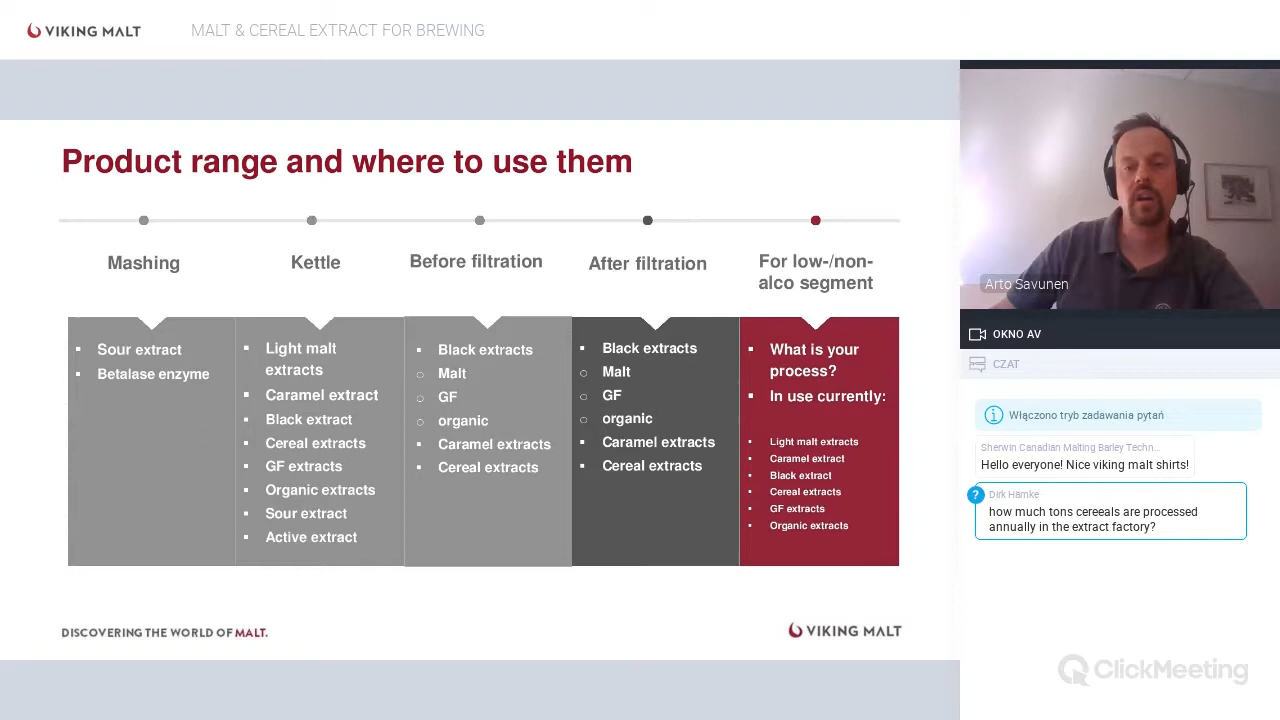 VIKING MALT
MALT & CEREAL EXTRACT FOR BREWING
Product range and where to use them
Mashing
Kettle
Before filtration
After filtration
For low-/non-
alco segment
Sour extract
Betalase enzyme
Light malt
extracts
Caramel extract
Black extract
Cereal extracts
GF extracts
Organic extracts
Sour extract
Active extract
Black extracts
Malt
GF
organic
Caramel extracts
Cereal extracts
Black extracts
Malt
GF
organic
Caramel extracts
Cereal extracts
What is your
process?
In use currently:
Light malt extracts
Caramel extract
Black extract
Cereal extracts
GF extracts
Organic extracts
DISCOVERING THE WORLD OF MALT.
VIKING MALT
Arto Savunen
OKNO AV
CZAT
Włączono tryb zadawania pytań
Sherwin Canadian Malting Barley Techn...
Hello everyone! Nice viking malt shirts!
?
Dirk Hämke
how much tons cereeals are processed
annually in the extract factory?
ClickMeeting